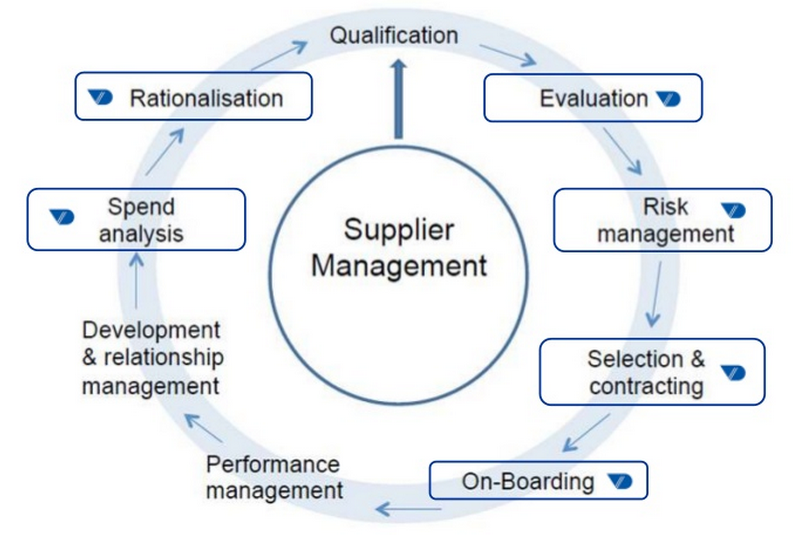 Qualification
Evaluation
Risk
management
Selection &
contracting
On-Boarding
Performance
management
Development
& relationship
management
Spend
analysis
Rationalisation
Supplier
Management